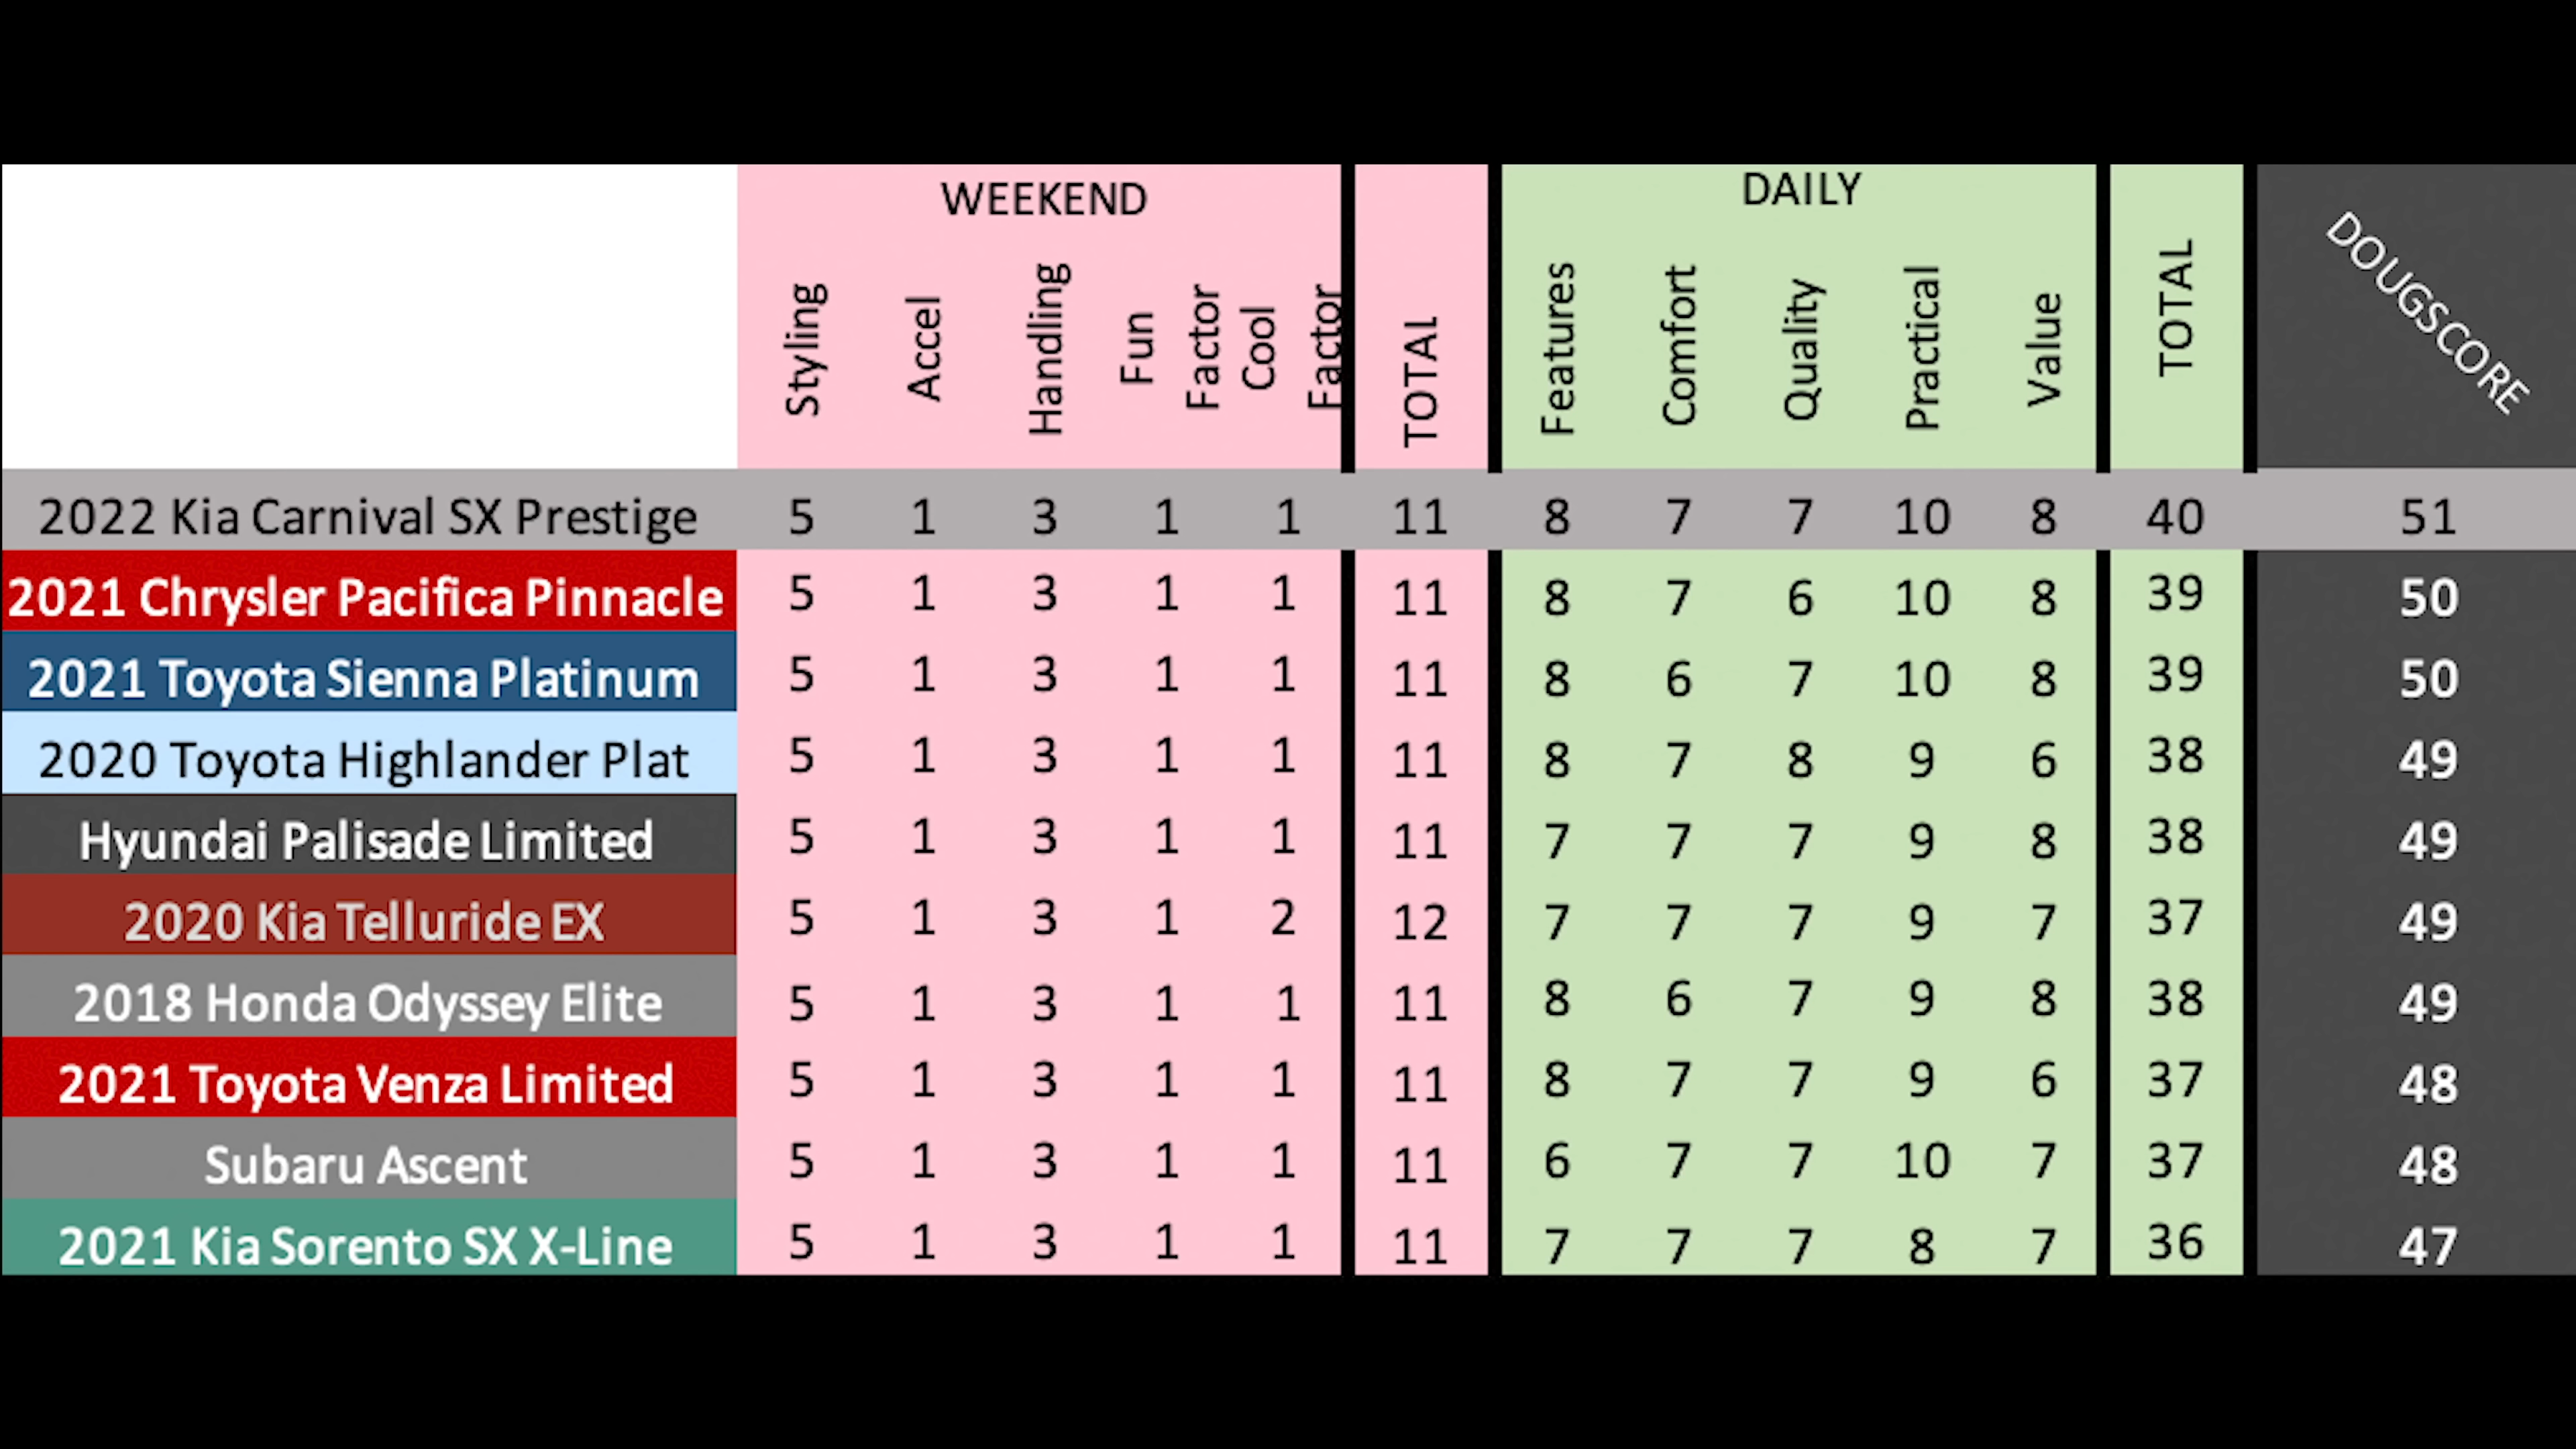 WEEKEND DAILY
Styling Accel Handling Fun Factor Cool Factor TOTAL Features Comfort Quality Practical Value TOTAL DOUGSCORE
2022 Kia Carnival SX Prestige 5 1 3 1 1 11 8 7 7 10 8 40 51
2021 Chrysler Pacifica Pinnacle 5 1 3 1 1 11 8 7 6 10 8 39 50
2021 Toyota Sienna Platinum 5 1 3 1 1 11 8 6 7 10 8 39 50
2020 Toyota Highlander Plat 5 1 3 1 1 11 8 7 8 9 6 38 49
Hyundai Palisade Limited 5 1 3 1 1 11 7 7 7 9 8 38 49
2020 Kia Telluride EX 5 1 3 1 2 12 7 7 7 9 7 37 49
2018 Honda Odyssey Elite 5 1 3 1 1 11 8 6 7 9 8 38 49
2021 Toyota Venza Limited 5 1 3 1 1 11 8 7 7 9 6 37 48
Subaru Ascent 5 1 3 1 1 11 6 7 7 10 7 37 48
2021 Kia Sorento SX X-Line 5 1 3 1 1 11 7 7 7 8 7 36 47